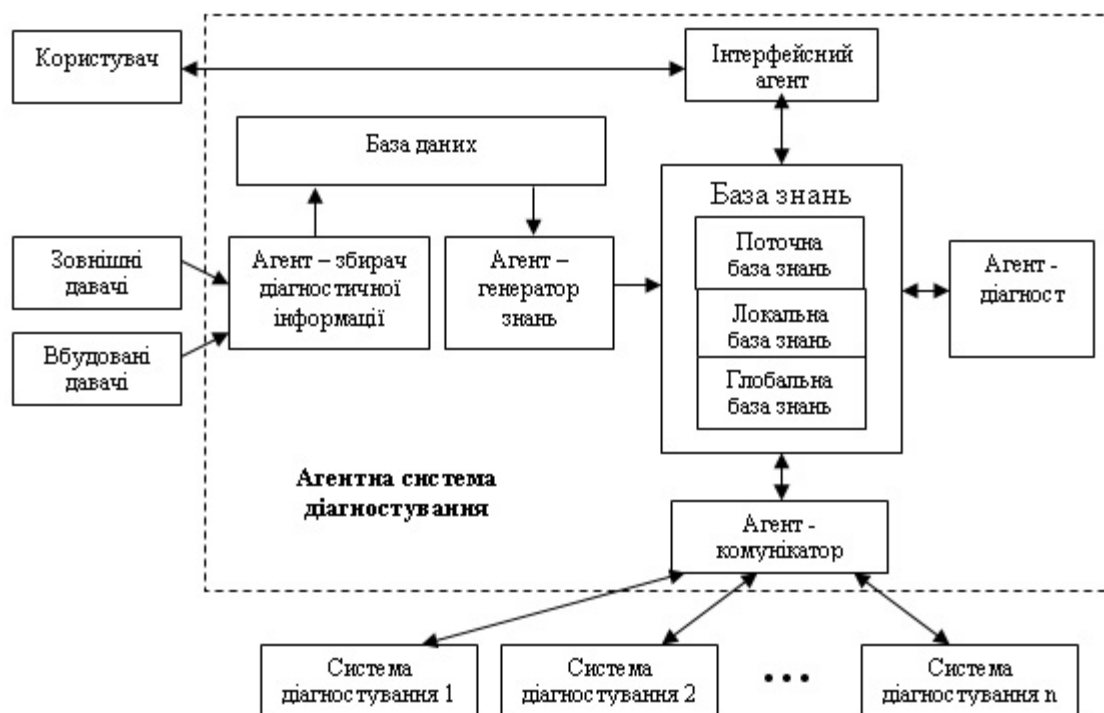 Користувач
Інтерфейсний
агент
База даних
База знань
Поточна
база знань
Локальна
база знань
Глобальна
база знань
Зовнішні
давачі
Вбудовані
давачі
Агент – збирач
діагностичної
інформації
Агент –
генератор
знань
Агент -
діагност
Агентна система
діагностування
Агент -
комунікатор
Система
діагностування 1
Система
діагностування 2
•••
Система
діагностування n